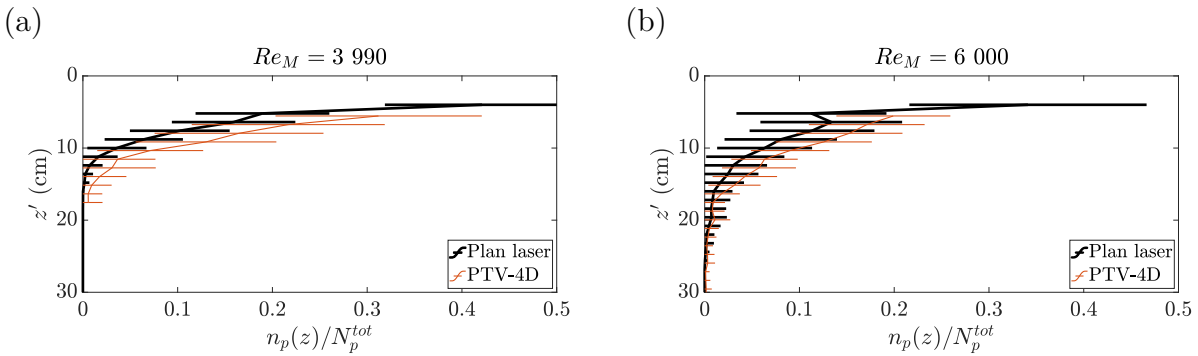 (a)
Re_M = 3 990
0
10
20
30
z′ (cm)
Plan laser
PTV-4D
0 0.1 0.2 0.3 0.4 0.5
n_p(z)/N_p^{tot}
(b)
Re_M = 6 000
0
10
20
30
z′ (cm)
Plan laser
PTV-4D
0 0.1 0.2 0.3 0.4 0.5
n_p(z)/N_p^{tot}